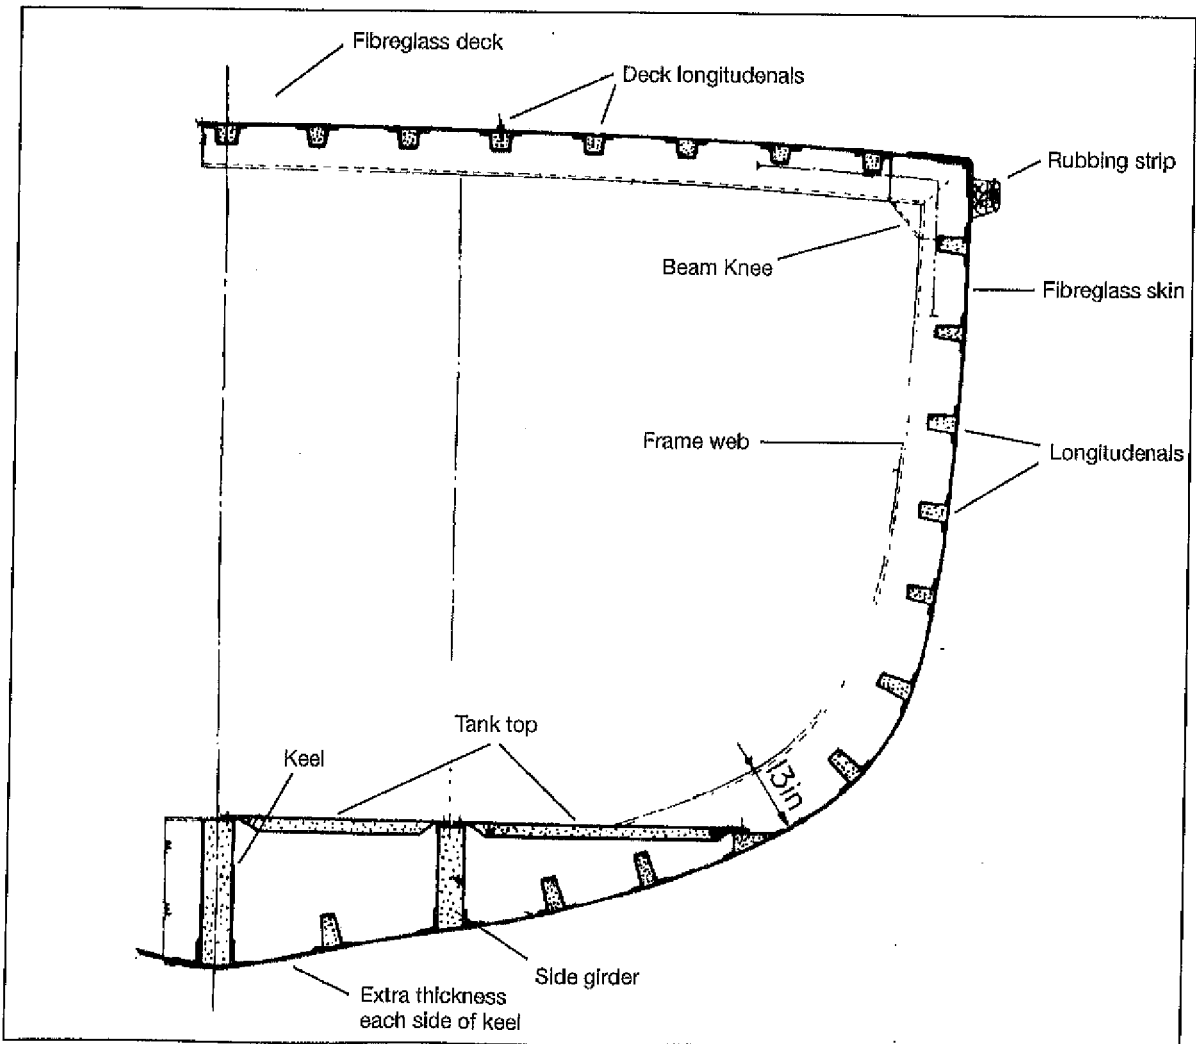 Fibreglass deck
Deck longitudenals
Rubbing strip
Beam Knee
Fibreglass skin
Frame web
Longitudenals
Tank top
Keel
13in
Side girder
Extra thickness
each side of keel